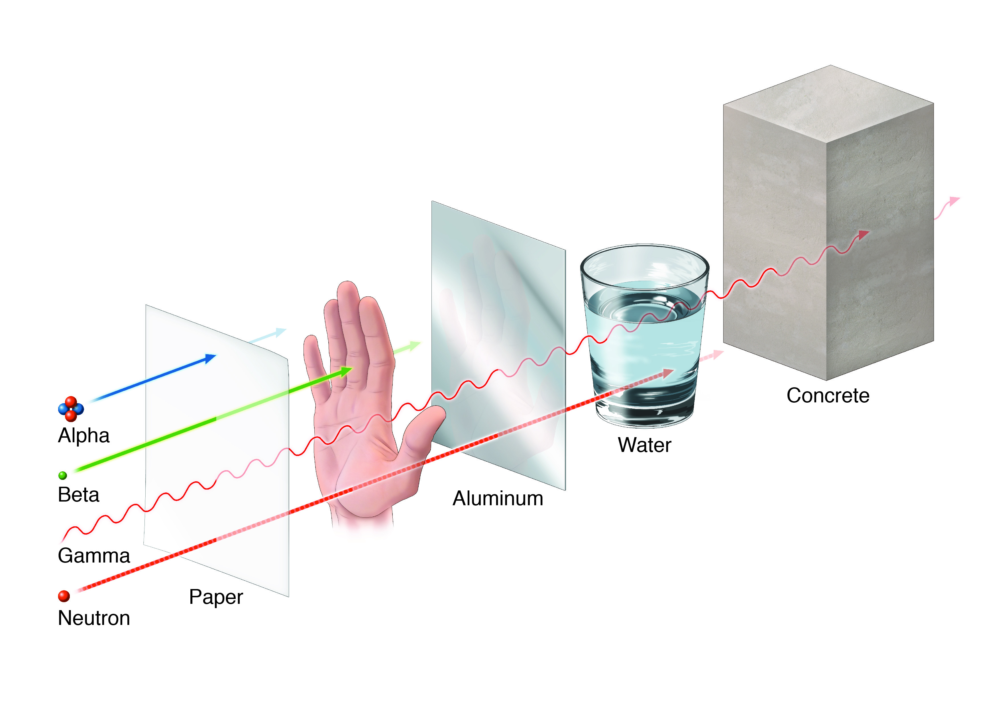 Alpha
Beta
Gamma
Neutron
Paper
Aluminum
Water
Concrete